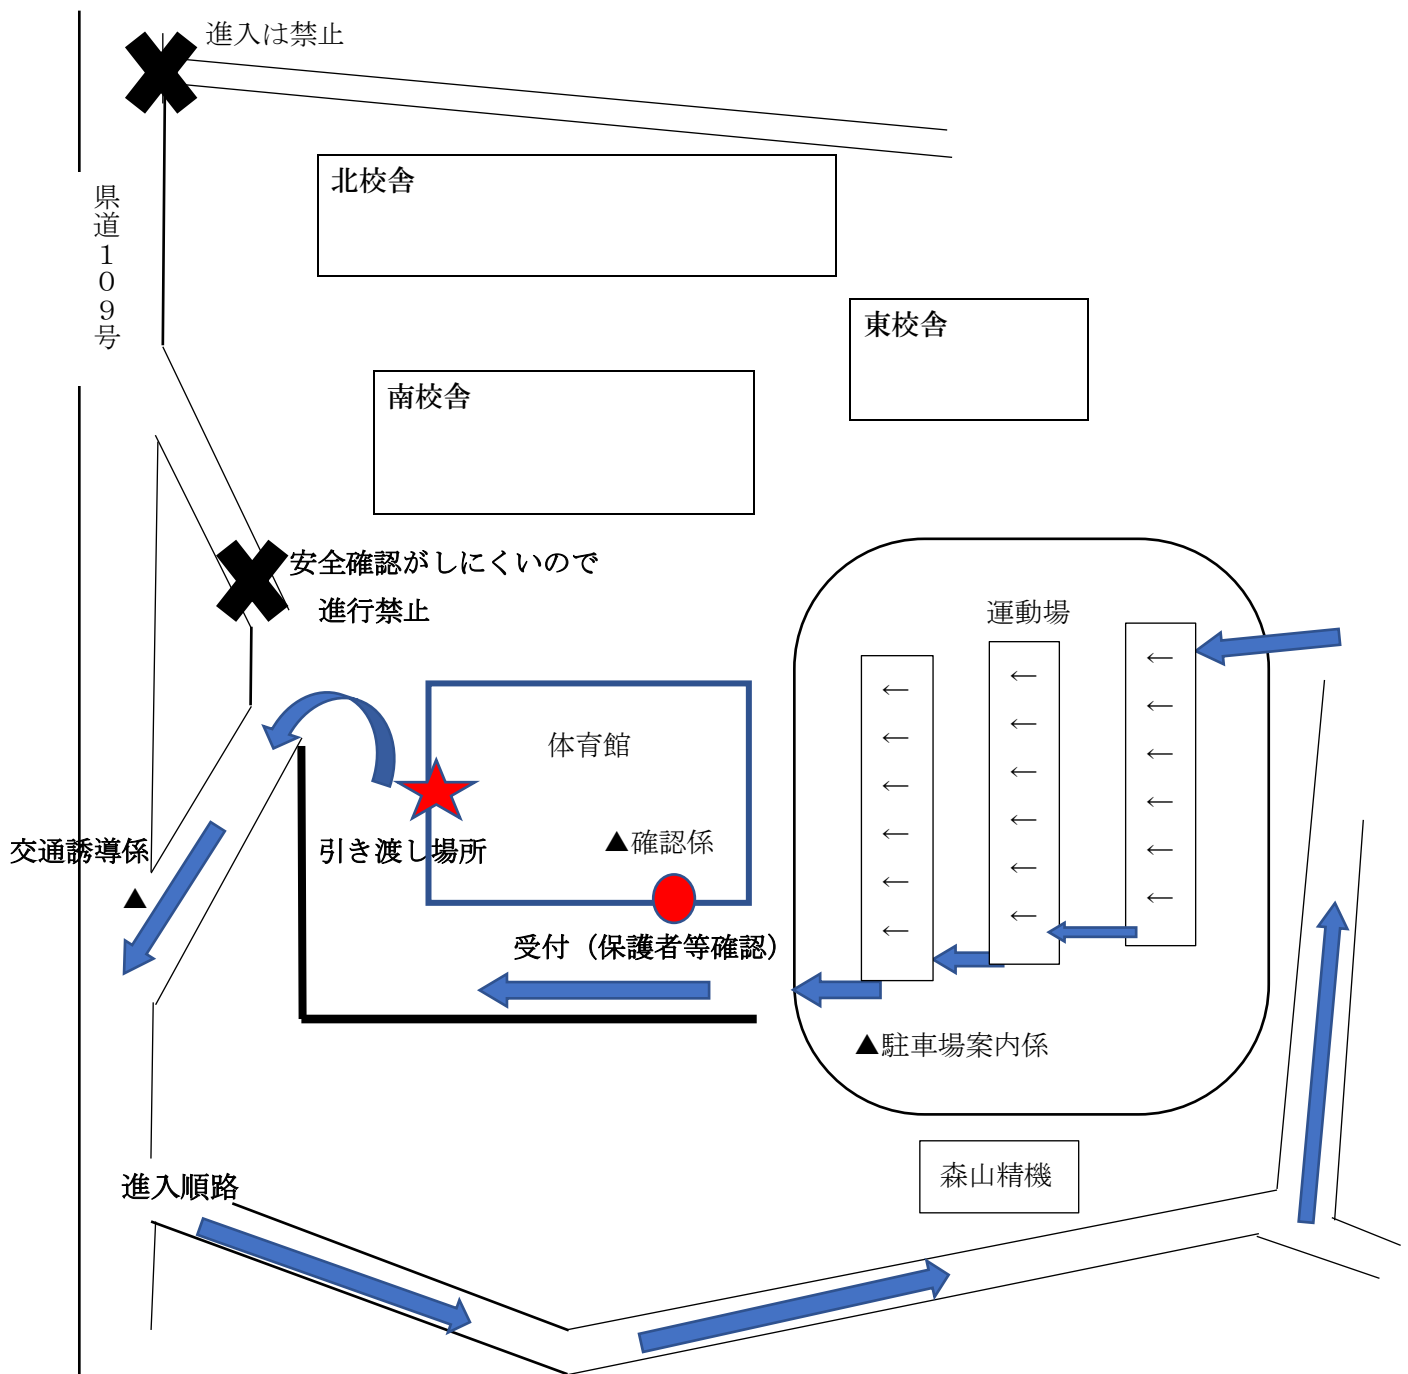 進入は禁止
北校舎
県道１０９号
東校舎
南校舎
安全確認がしにくいので
進行禁止
運動場
← ← ←
← ← ←
← ← ←
← ← ←
← ← ←
← ← ←
体育館
▲確認係
引き渡し場所
交通誘導係
▲
受付（保護者等確認）
▲駐車場案内係
森山精機
進入順路